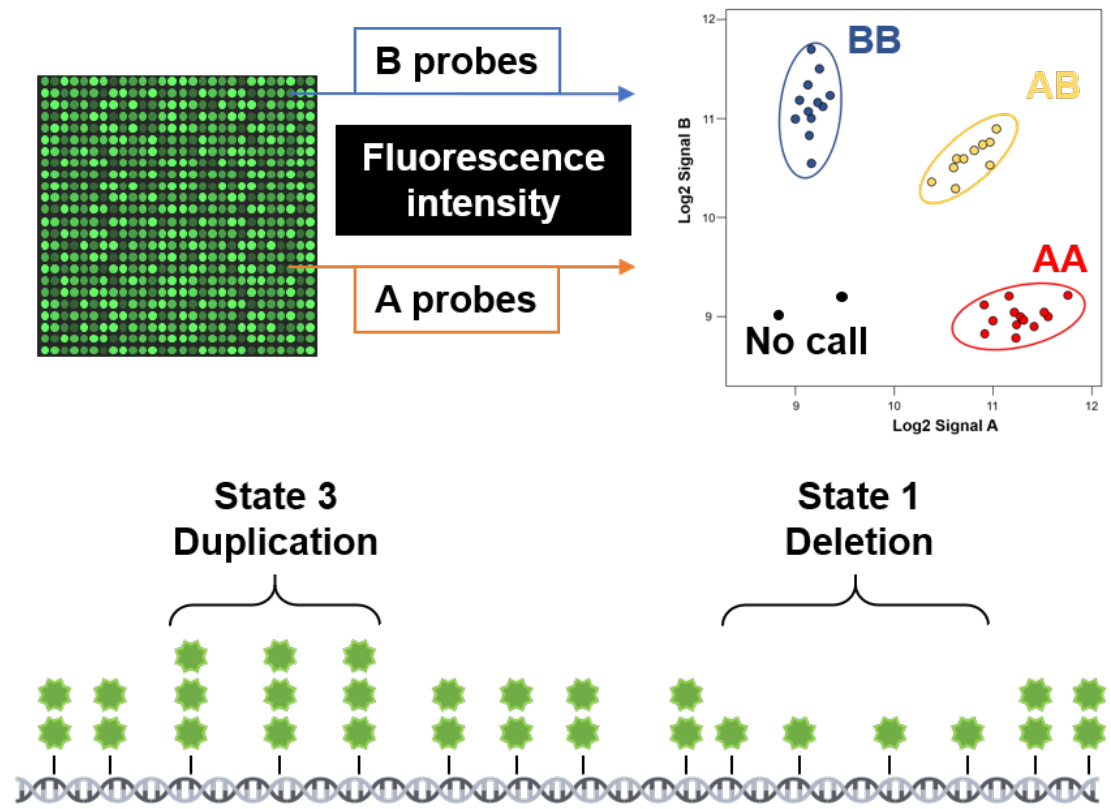 B probes
Fluorescence
intensity
A probes
BB
AB
AA
No call
12
11
10
9
Log2 Signal B
9
10
11
12
Log2 Signal A
State 3
Duplication
State 1
Deletion